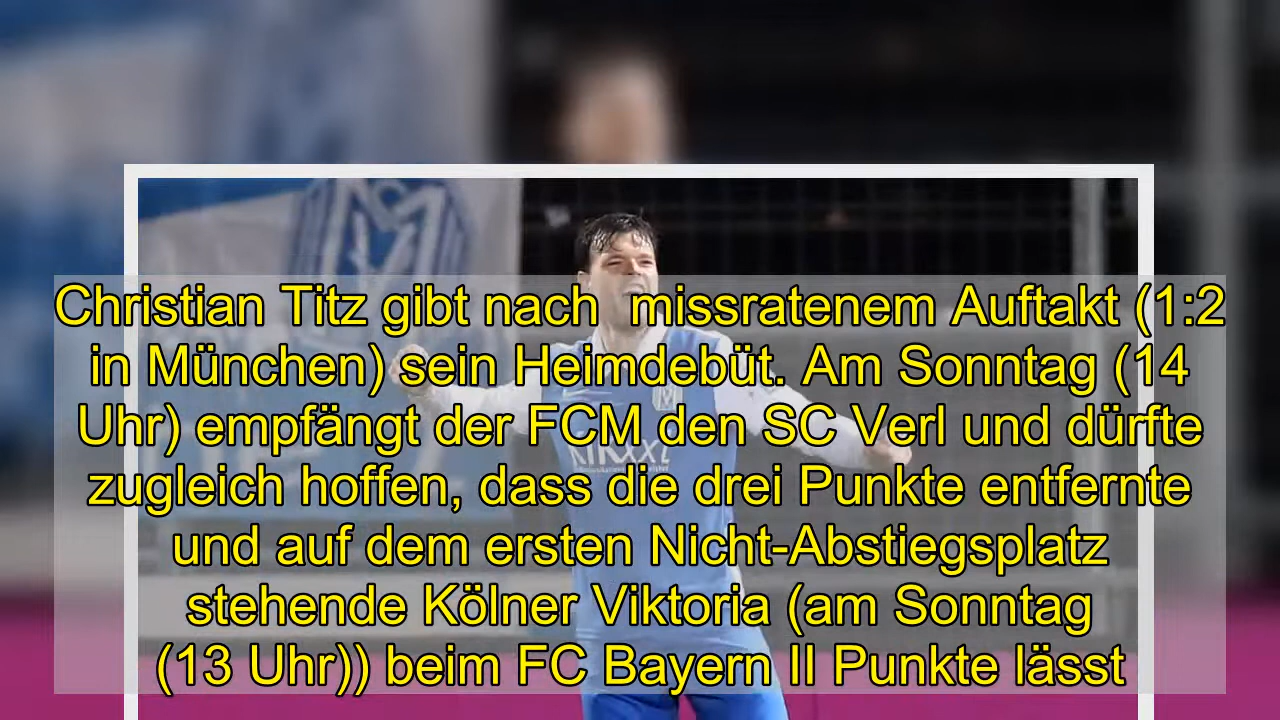 Christian Titz gibt nach  missratenem Auftakt (1:2
in München) sein Heimdebüt. Am Sonntag (14
Uhr) empfängt der FCM den SC Verl und dürfte
zugleich hoffen, dass die drei Punkte entfernte
und auf dem ersten Nicht-Abstiegsplatz
stehende Kölner Viktoria (am Sonntag
(13 Uhr)) beim FC Bayern II Punkte lässt